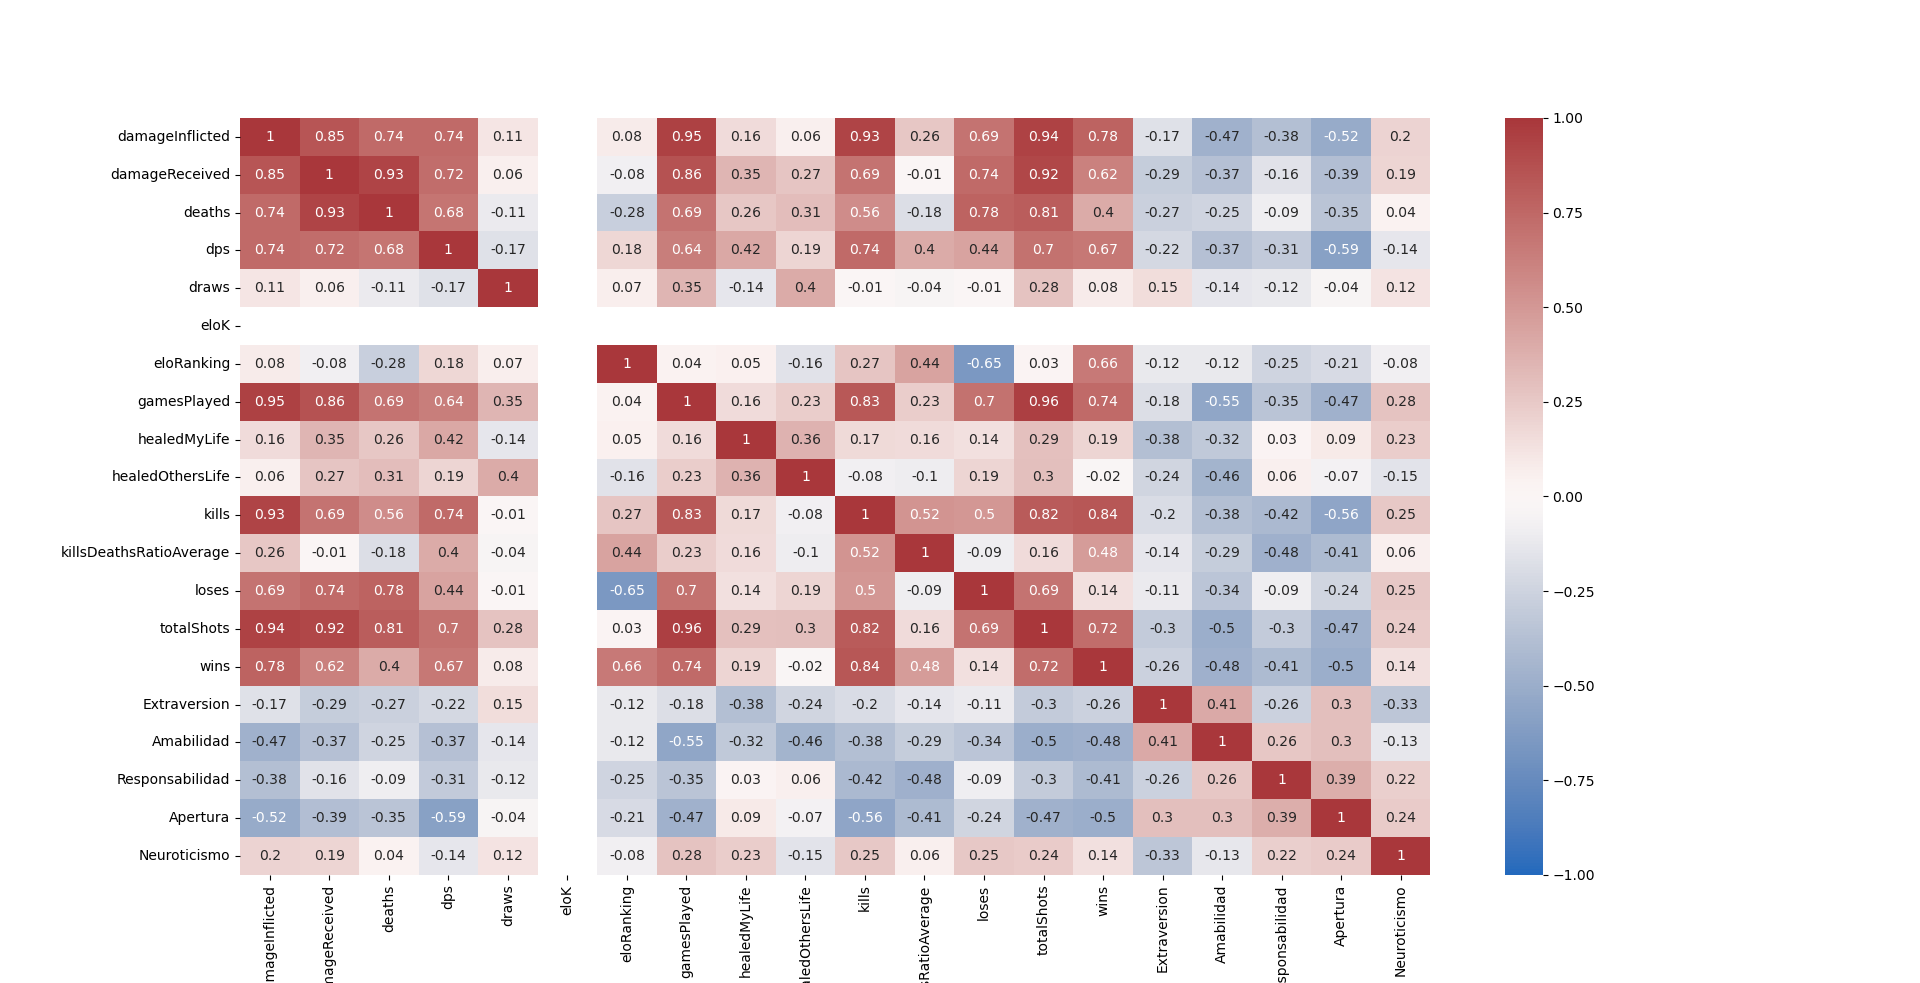 damageInflicted 1 0.85 0.74 0.74 0.11 0.08 0.95 0.16 0.06 0.93 0.26 0.69 0.94 0.78 -0.17 -0.47 -0.38 -0.52 0.2
damageReceived 0.85 1 0.93 0.72 0.06 -0.08 0.86 0.35 0.27 0.69 -0.01 0.74 0.92 0.62 -0.29 -0.37 -0.16 -0.39 0.19
deaths 0.74 0.93 1 0.68 -0.11 -0.28 0.69 0.26 0.31 0.56 -0.18 0.78 0.81 0.4 -0.27 -0.25 -0.09 -0.35 0.04
dps 0.74 0.72 0.68 1 -0.17 0.18 0.64 0.42 0.19 0.74 0.4 0.44 0.7 0.67 -0.22 -0.37 -0.31 -0.59 -0.14
draws 0.11 0.06 -0.11 -0.17 1 0.07 0.35 -0.14 0.4 -0.01 -0.04 -0.01 0.28 0.08 0.15 -0.14 -0.12 -0.04 0.12
eloK
eloRanking 0.08 -0.08 -0.28 0.18 0.07 1 0.04 0.05 -0.16 0.27 0.44 -0.65 0.03 0.66 -0.12 -0.12 -0.25 -0.21 -0.08
gamesPlayed 0.95 0.86 0.69 0.64 0.35 0.04 1 0.16 0.23 0.83 0.23 0.7 0.96 0.74 -0.18 -0.55 -0.35 -0.47 0.28
healedMyLife 0.16 0.35 0.26 0.42 -0.14 0.05 0.16 1 0.36 0.17 0.16 0.14 0.29 0.19 -0.38 -0.32 0.03 0.09 0.23
healedOthersLife 0.06 0.27 0.31 0.19 0.4 -0.16 0.23 0.36 1 -0.08 -0.1 0.19 0.3 -0.02 -0.24 -0.46 0.06 -0.07 -0.15
kills 0.93 0.69 0.56 0.74 -0.01 0.27 0.83 0.17 -0.08 1 0.52 0.5 0.82 0.84 -0.2 -0.38 -0.42 -0.56 0.25
killsDeathsRatioAverage 0.26 -0.01 -0.18 0.4 -0.04 0.44 0.23 0.16 -0.1 0.52 1 -0.09 0.16 0.48 -0.14 -0.29 -0.48 -0.41 0.06
loses 0.69 0.74 0.78 0.44 -0.01 -0.65 0.7 0.14 0.19 0.5 -0.09 1 0.69 0.14 -0.11 -0.34 -0.09 -0.24 0.25
totalShots 0.94 0.92 0.81 0.7 0.28 0.03 0.96 0.29 0.3 0.82 0.16 0.69 1 0.72 -0.3 -0.5 -0.3 -0.47 0.24
wins 0.78 0.62 0.4 0.67 0.08 0.66 0.74 0.19 -0.02 0.84 0.48 0.14 0.72 1 -0.26 -0.48 -0.41 -0.5 0.14
Extraversion -0.17 -0.29 -0.27 -0.22 0.15 -0.12 -0.18 -0.38 -0.24 -0.2 -0.14 -0.11 -0.3 -0.26 1 0.41 -0.26 0.3 -0.33
Amabilidad -0.47 -0.37 -0.25 -0.37 -0.14 -0.12 -0.55 -0.32 -0.46 -0.38 -0.29 -0.34 -0.5 -0.48 0.41 1 0.26 0.3 -0.13
Responsabilidad -0.38 -0.16 -0.09 -0.31 -0.12 -0.25 -0.35 0.03 0.06 -0.42 -0.48 -0.09 -0.3 -0.41 -0.26 0.26 1 0.39 0.22
Apertura -0.52 -0.39 -0.35 -0.59 -0.04 -0.21 -0.47 0.09 -0.07 -0.56 -0.41 -0.24 -0.47 -0.5 0.3 0.3 0.39 1 0.24
Neuroticismo 0.2 0.19 0.04 -0.14 0.12 -0.08 0.28 0.23 -0.15 0.25 0.06 0.25 0.24 0.14 -0.33 -0.13 0.22 0.24 1
mageInflicted
mageReceived
deaths
dps
draws
eloK
eloRanking
gamesPlayed
healedMyLife
aledOthersLife
kills
sRatioAverage
loses
totalShots
wins
Extraversion
Amabilidad
sponsabilidad
Apertura
Neuroticismo
1.00
0.75
0.50
0.25
0.00
−0.25
−0.50
−0.75
−1.00